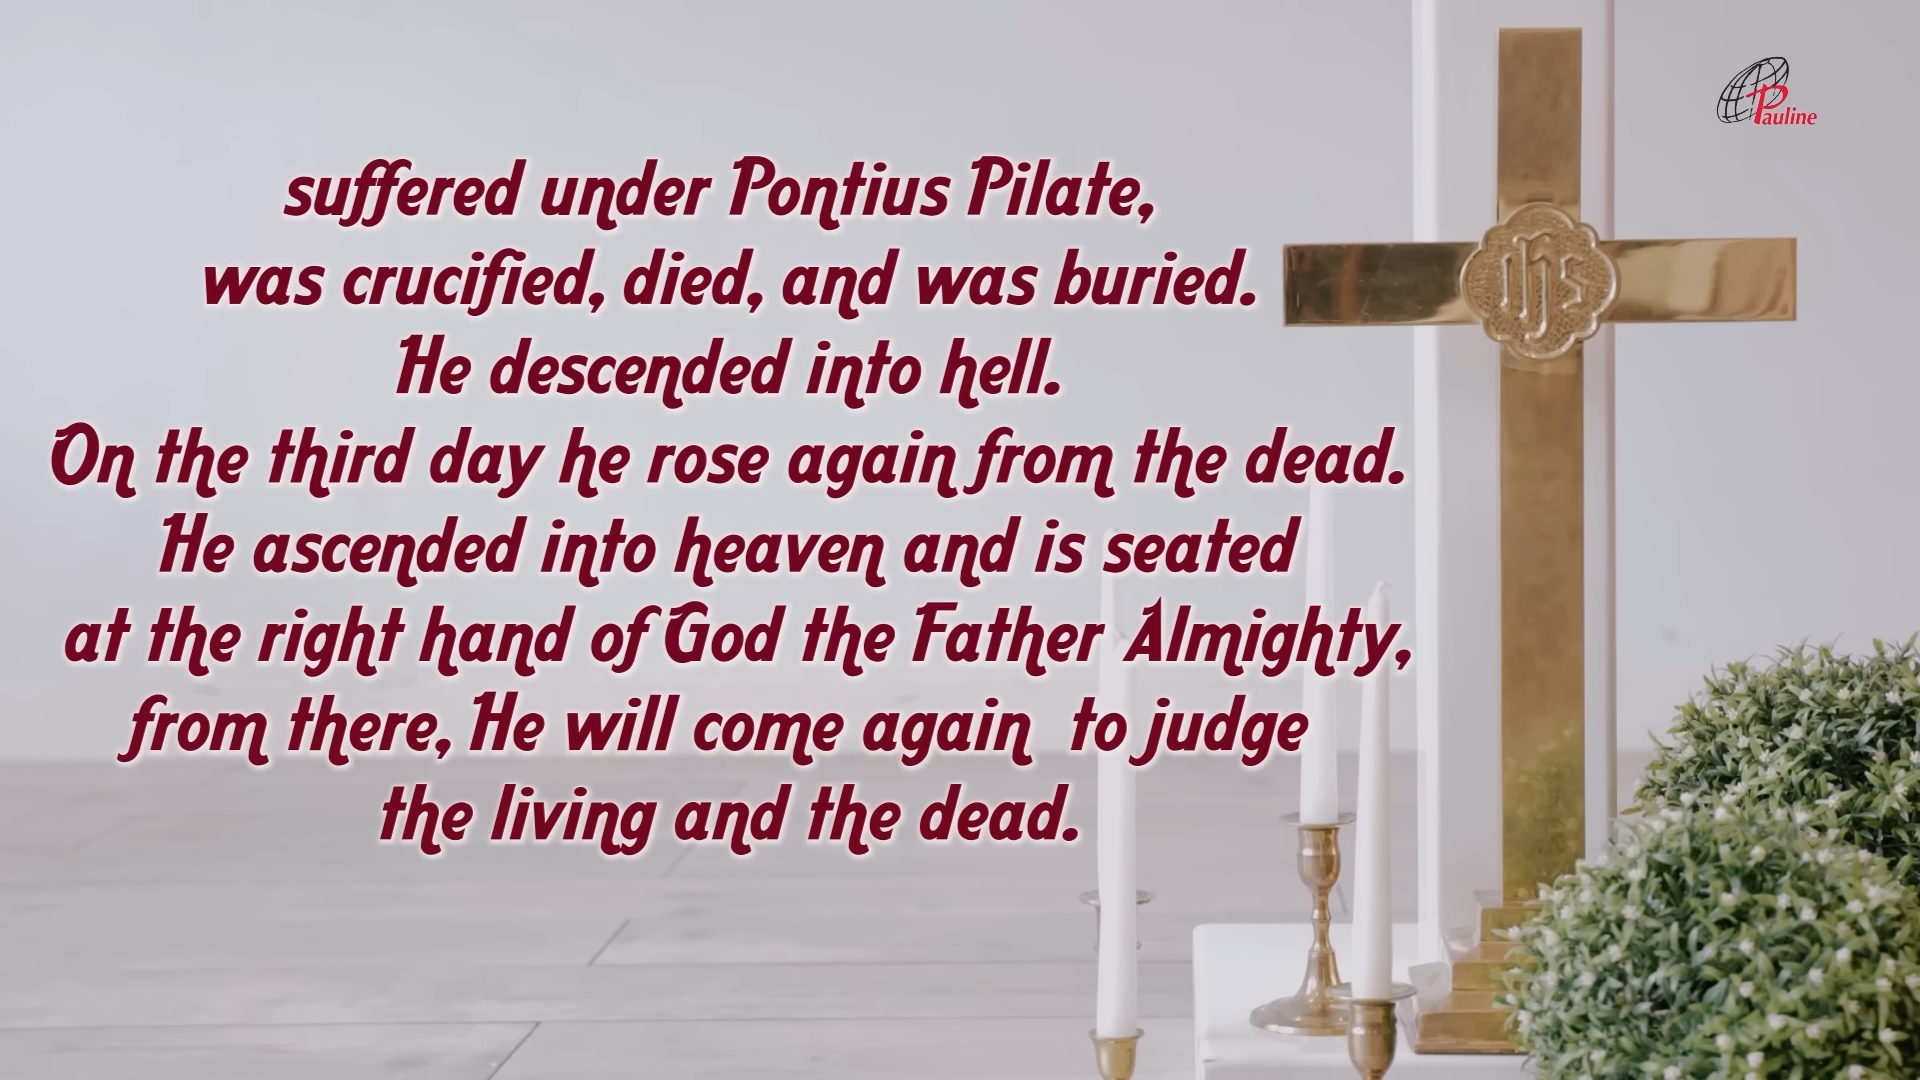 Pauline
suffered under Pontius Pilate,
was crucified, died, and was buried.
He descended into hell.
On the third day he rose again from the dead.
He ascended into heaven and is seated
at the right hand of God the Father Almighty,
from there, He will come again  to judge
the living and the dead.
ihs